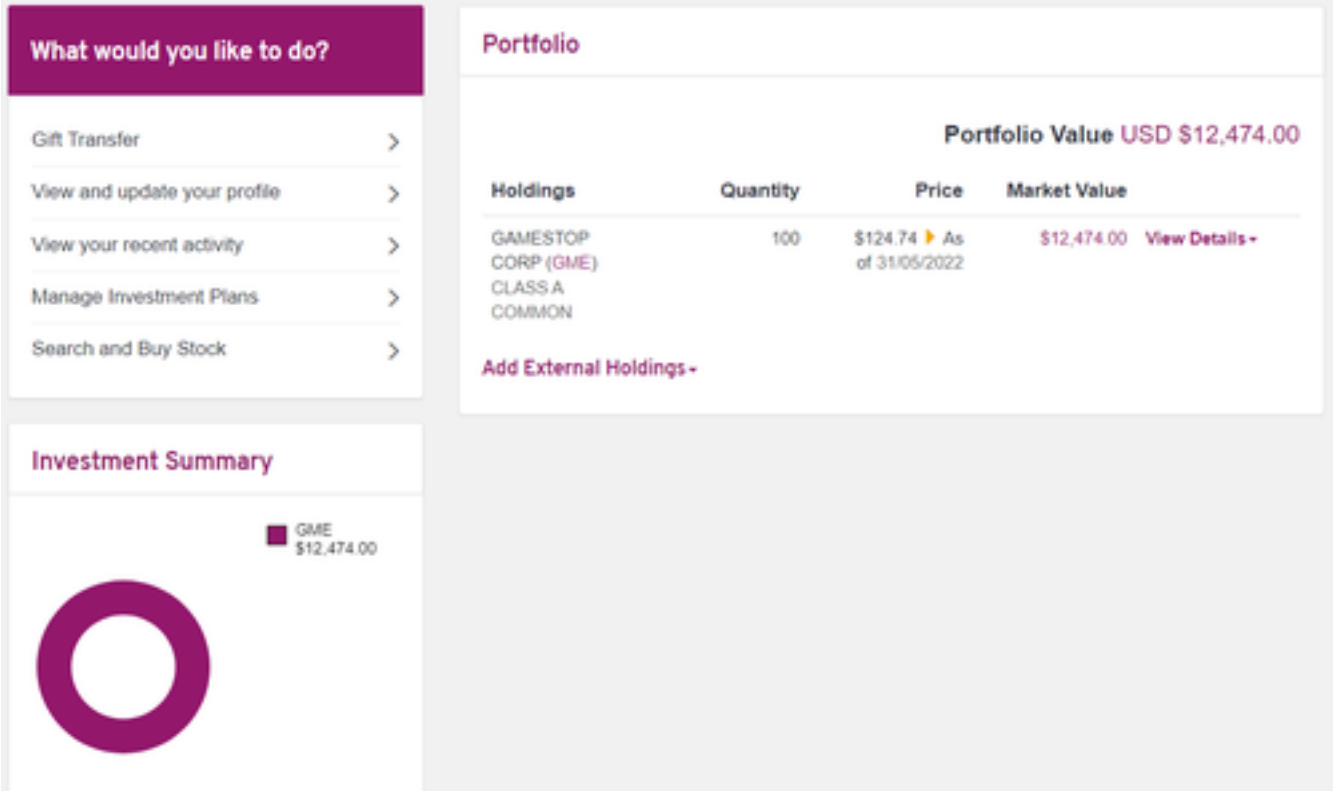 What would you like to do?
Gift Transfer
View and update your profile
View your recent activity
Manage Investment Plans
Search and Buy Stock
Portfolio
Portfolio Value USD $12,474.00
Holdings Quantity Price Market Value
GAMESTOP 100 $124.74 As $12,474.00 View Details
CORP (GME) of 31/05/2022
CLASS A
COMMON
Add External Holdings
Investment Summary
GME
$12,474.00